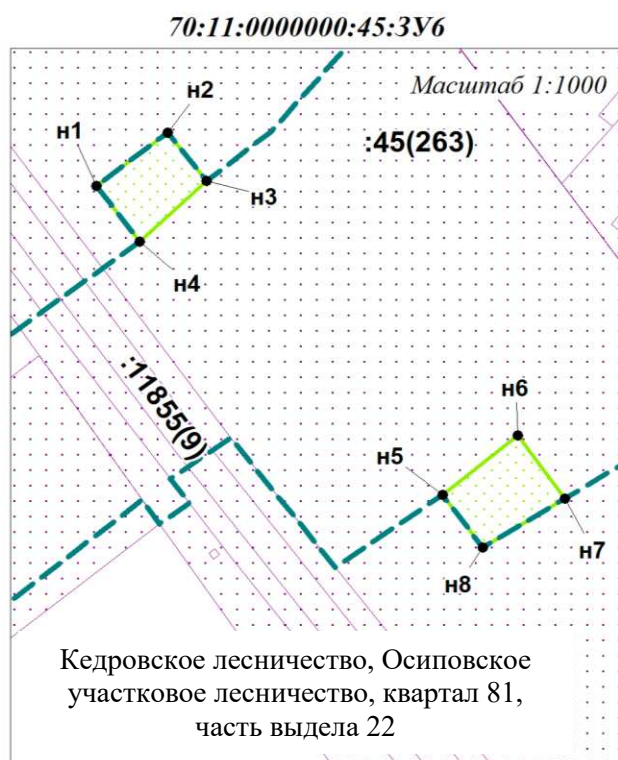 70:11:0000000:45:ЗУ6
Масштаб 1:1000
н2
н1
:45(263)
н3
н4
:11855(9)
н6
н5
н7
н8
Кедровское лесничество, Осиповское
участковое лесничество, квартал 81,
часть выдела 22